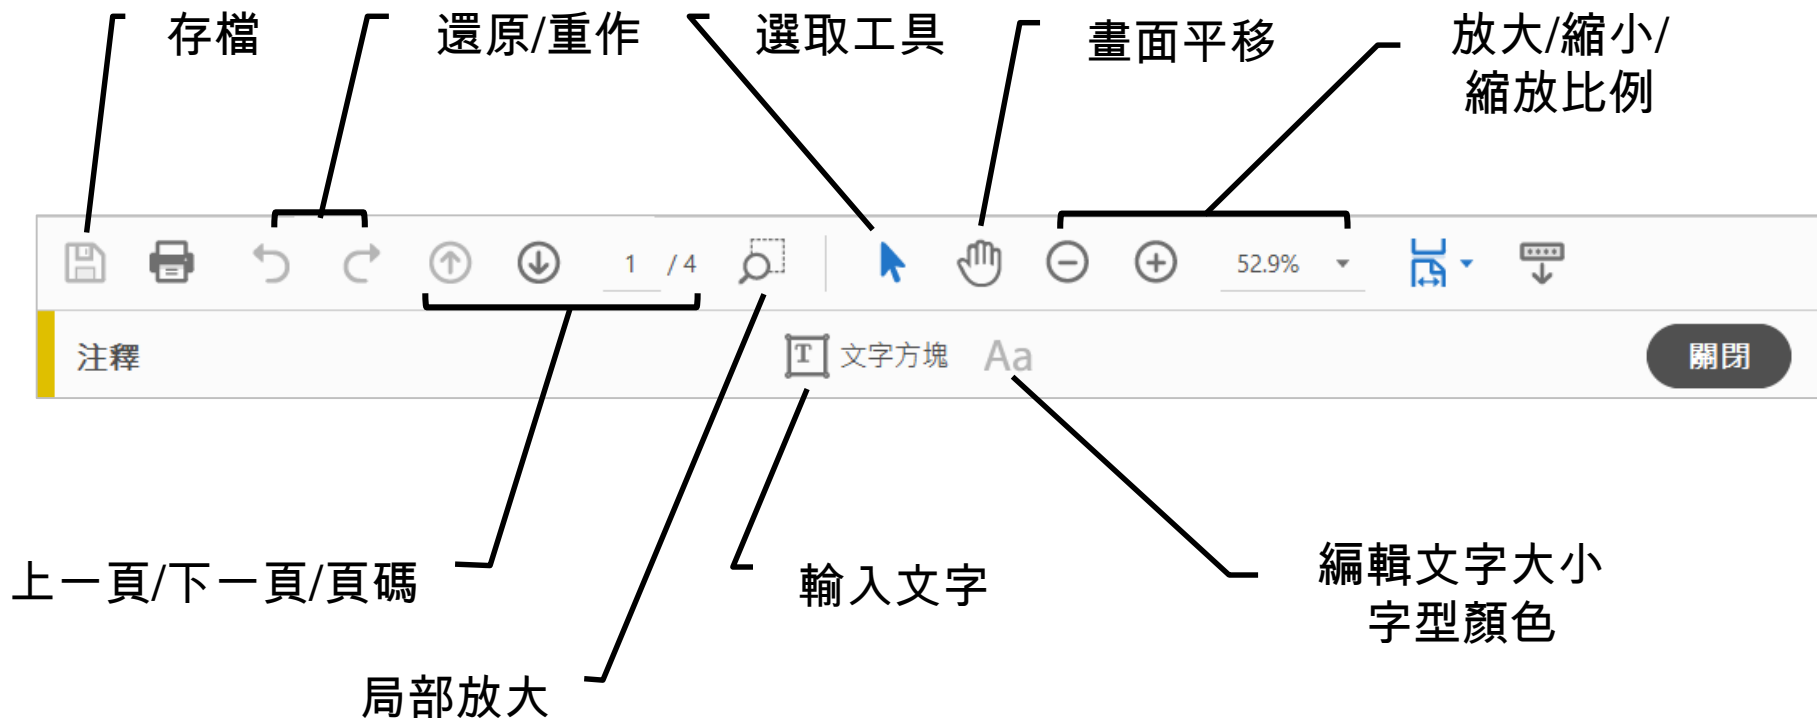 存檔
還原/重作
選取工具
畫面平移
放大/縮小/
縮放比例
1 / 4
52.9%
注釋
T 文字方塊 Aa
關閉
上一頁/下一頁/頁碼
輸入文字
編輯文字大小
字型顏色
局部放大